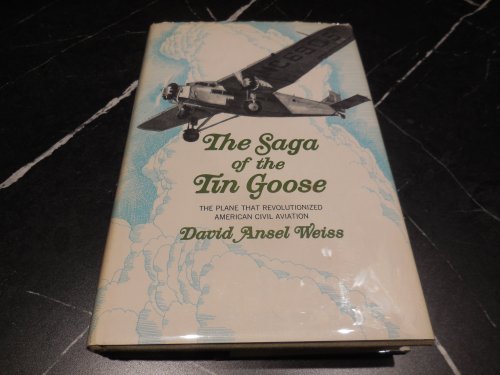 The Saga
of the
Tin Goose
THE PLANE THAT REVOLUTIONIZED
AMERICAN CIVIL AVIATION
David Ansel Weiss